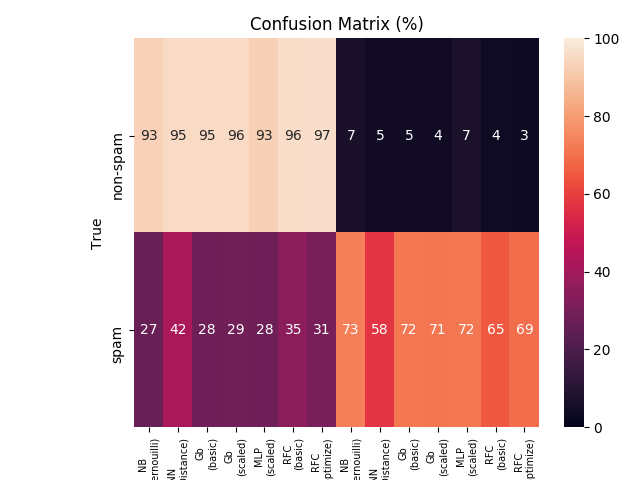 Confusion Matrix (%)
100
80
60
40
20
0
True
non-spam
93 95 95 96 93 96 97 7 5 5 4 7 4 3
spam
27 42 28 29 28 35 31 73 58 72 71 72 65 69
NB
Gb
(basic)
Gb
(scaled)
MLP
(scaled)
RFC
(basic)
RFC
NB
Gb
(basic)
Gb
(scaled)
MLP
(scaled)
RFC
(basic)
RFC